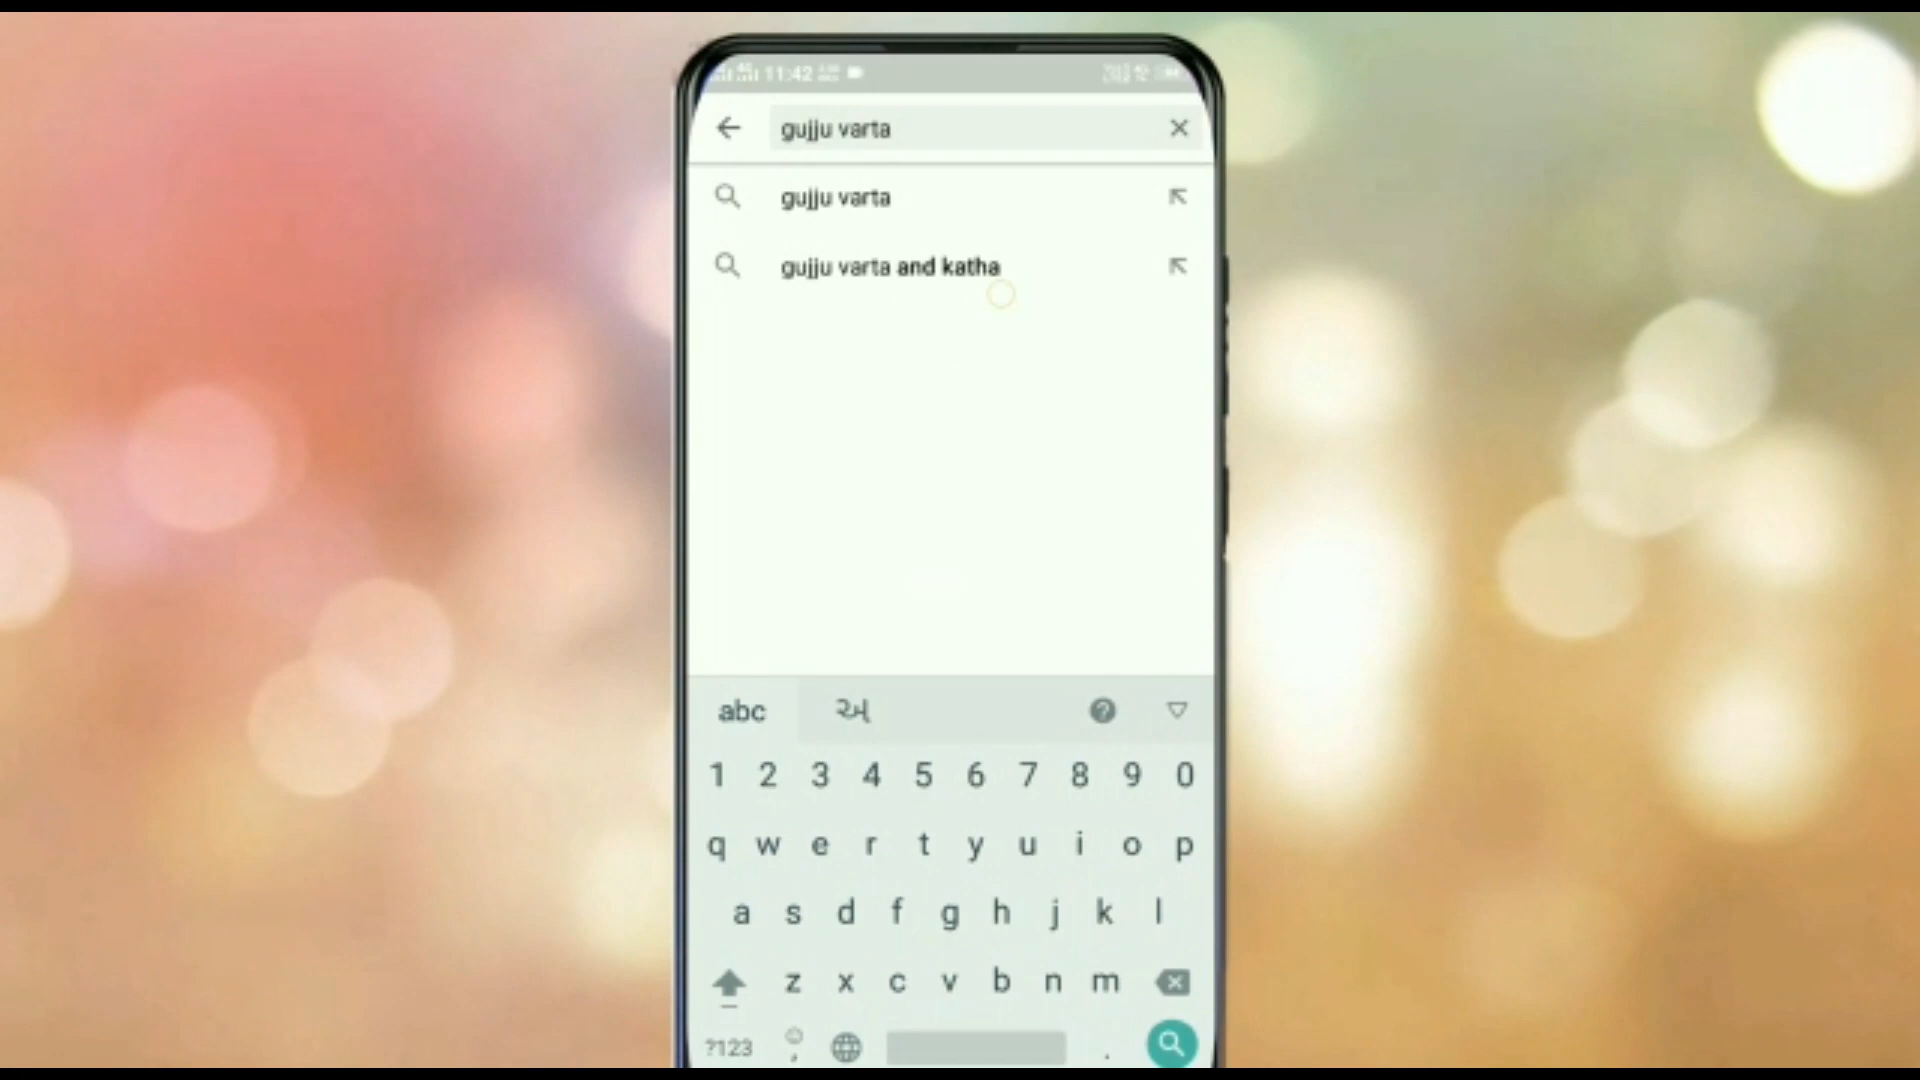 11:42
gujju varta
gujju varta
gujju varta and katha
abc અ
1 2 3 4 5 6 7 8 9 0
q w e r t y u i o p
a s d f g h j k l
z x c v b n m
?123 , .